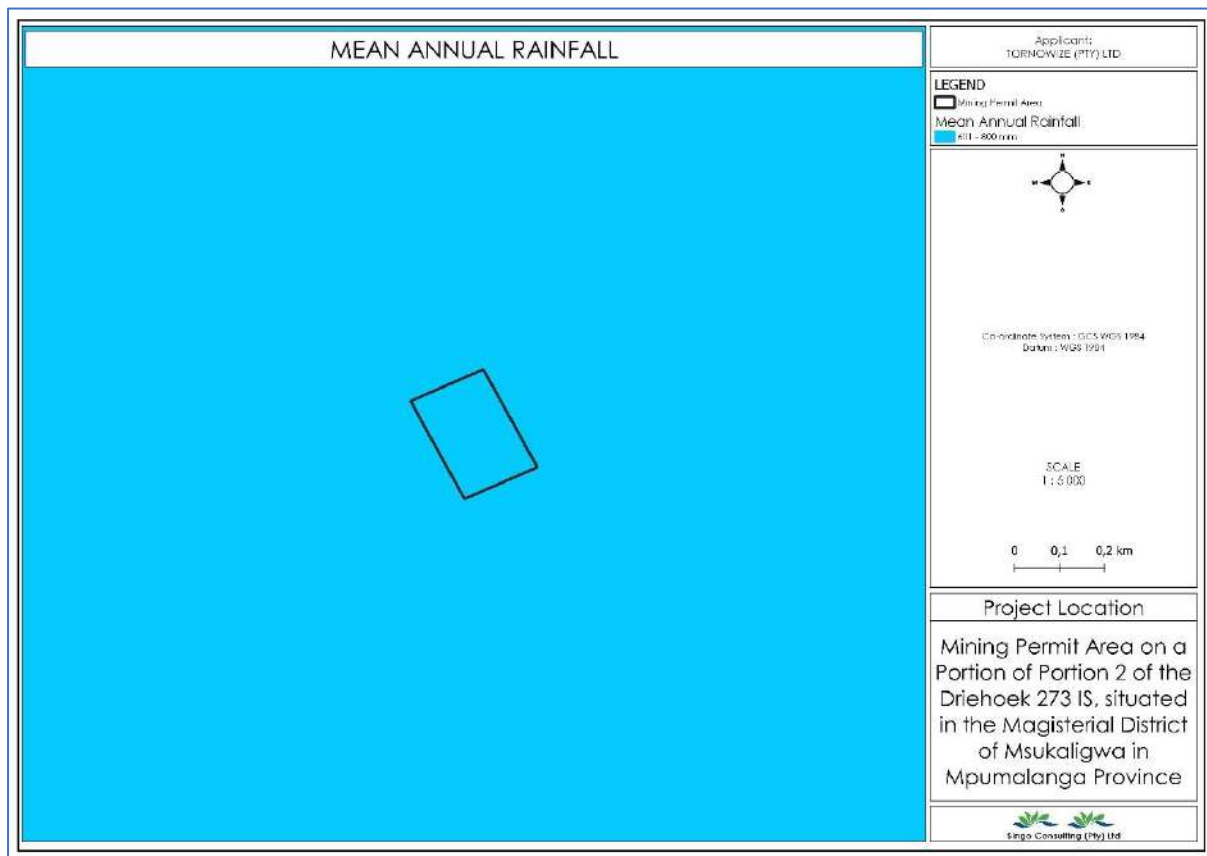 MEAN ANNUAL RAINFALL
Applicant:
TORNOWIZE (PTY) LTD
LEGEND
Mining Permit Area
Mean Annual Rainfall
601 - 800 mm
N
W
E
S
Co-ordinate System : GCS WGS 1984
Datum : WGS 1984
SCALE
1 : 5 000
0 0,1 0,2 km
Project Location
Mining Permit Area on a
Portion of Portion 2 of the
Driehoek 273 IS, situated
in the Magisterial District
of Msukaligwa in
Mpumalanga Province
Singo Consulting (Pty) Ltd